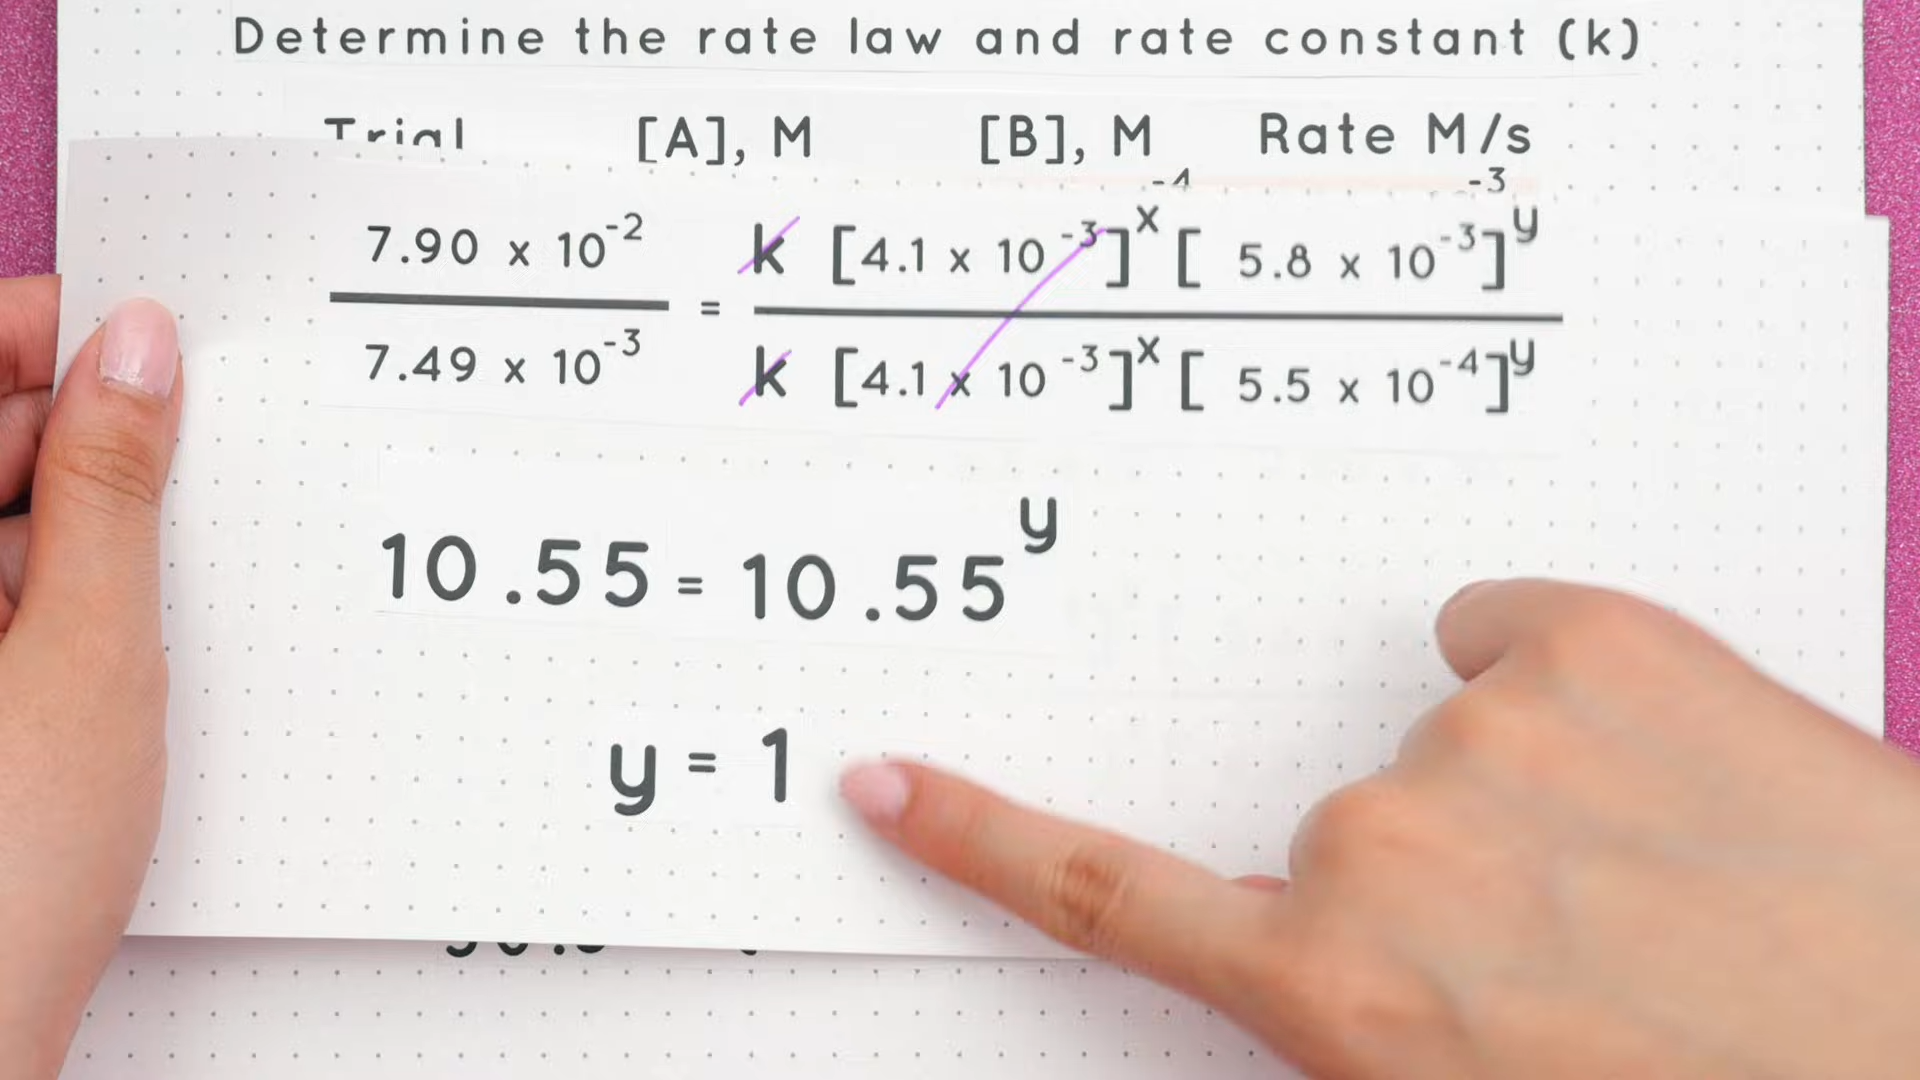 Determine the rate law and rate constant (k)
Trial [A], M [B], M Rate M/s
-4 -3
7.90 x 10⁻² / 7.49 x 10⁻³ = k [4.1 x 10⁻³]ˣ [5.8 x 10⁻³]ʸ / k [4.1 x 10⁻³]ˣ [5.5 x 10⁻⁴]ʸ
10.55 = 10.55ʸ
y = 1